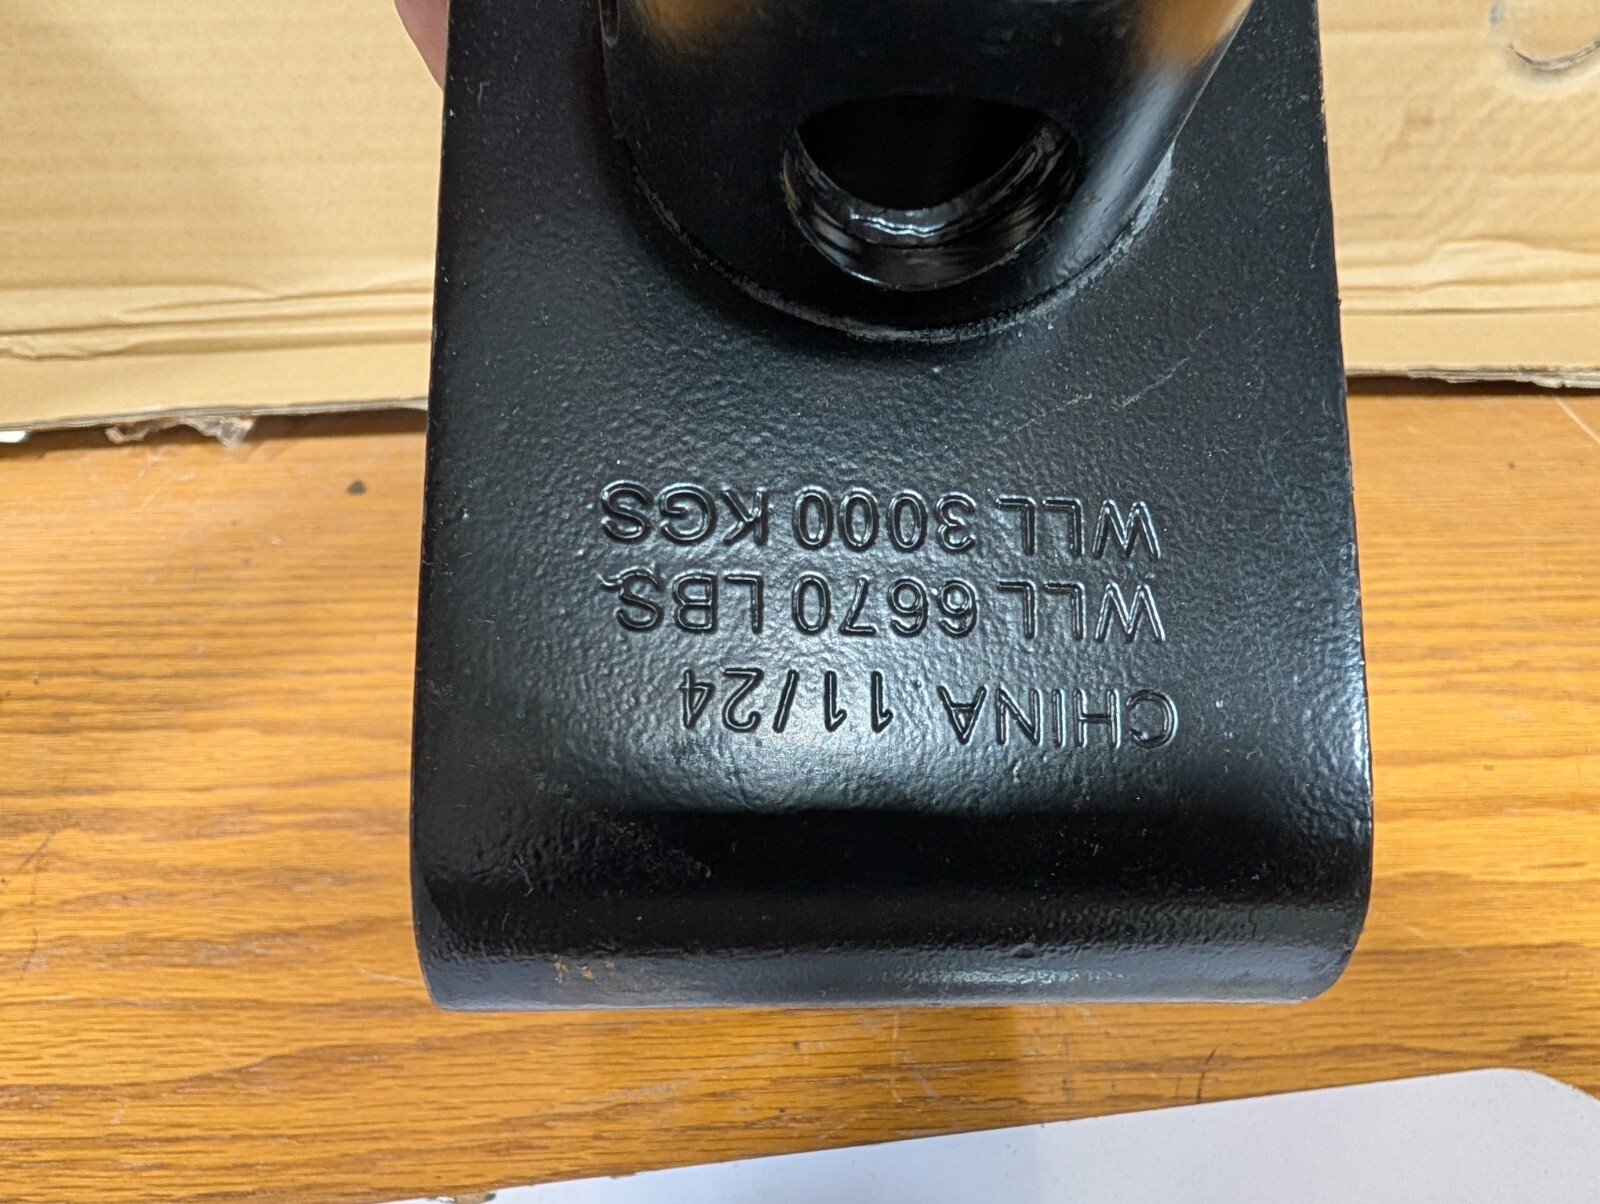 CHINA 11/24
WLL 6670 LBS
WLL 3000 KGS